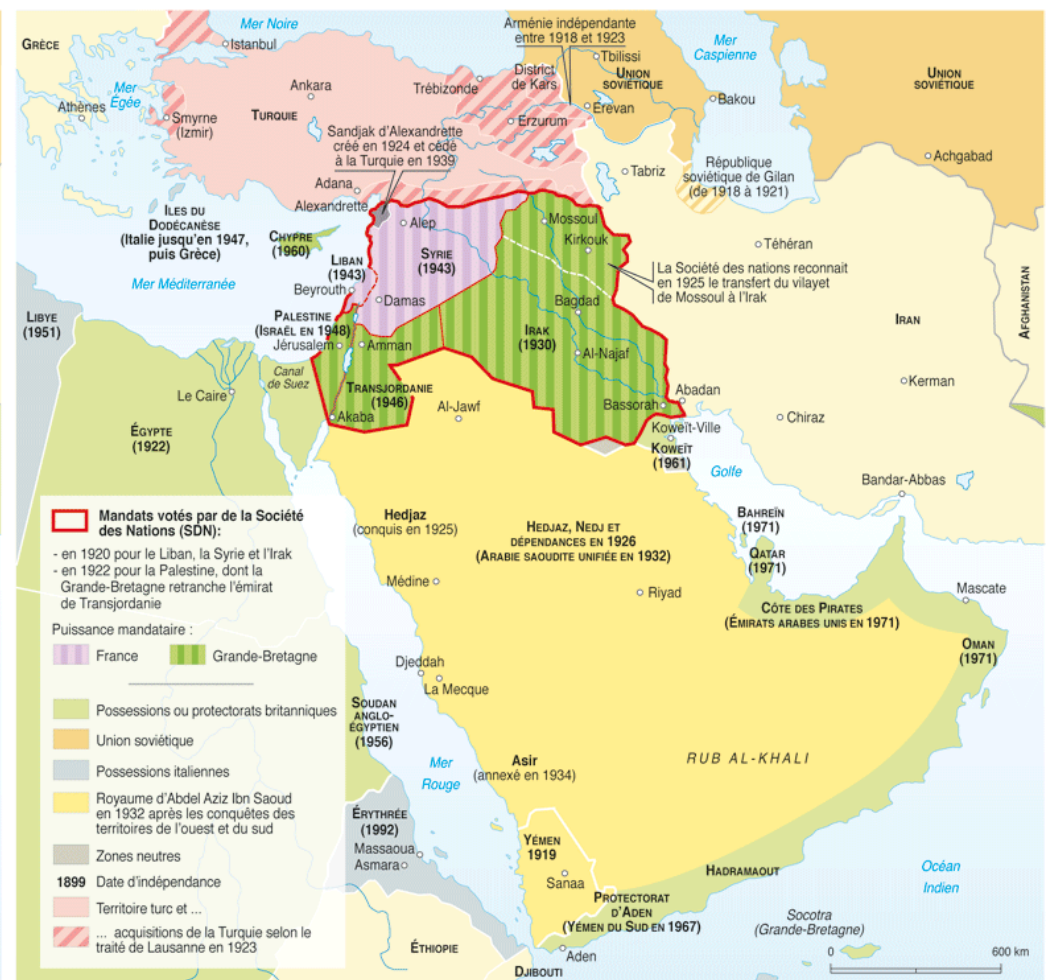 Mer Noire
GRÈCE
Istanbul
Arménie indépendante
entre 1918 et 1923
Mer
Caspienne
Tbilissi
District
de Kars
UNION
SOVIÉTIQUE
UNION
SOVIÉTIQUE
Ankara
Trébizonde
Mer
Égée
Athènes
Smyrne
(Izmir)
TURQUIE
Erzurum
Erevan
Bakou
Sandjak d'Alexandrette
créé en 1924 et cédé
à la Turquie en 1939
Achgabad
République
soviétique de Gilan
(de 1918 à 1921)
Tabriz
Adana
Alexandrette
ILES DU
DODÉCANÈSE
(Italie jusqu'en 1947,
puis Grèce)
CHYPRE
(1960)
Alep
Mossoul
Kirkouk
Téhéran
SYRIE
(1943)
LIBAN
(1943)
Beyrouth
La Société des nations reconnait
en 1925 le transfert du vilayet
de Mossoul à l'Irak
Mer Méditerranée
Damas
Bagdad
LIBYE
(1951)
PALESTINE
(ISRAËL EN 1948)
Jérusalem
Amman
IRAK
(1930)
Al-Najaf
IRAN
AFGHANISTAN
Canal
de Suez
Le Caire
TRANSJORDANIE
(1946)
Akaba
Al-Jawf
Bassorah
Abadan
Kerman
Chiraz
ÉGYPTE
(1922)
Koweït-Ville
KOWEÏT
(1961)
Golfe
Bandar-Abbas
Mandats votés par de la Société
des Nations (SDN):
- en 1920 pour le Liban, la Syrie et l'Irak
- en 1922 pour la Palestine, dont la
Grande-Bretagne retranche l'émirat
de Transjordanie
Puissance mandataire :
France
Grande-Bretagne
Possessions ou protectorats britanniques
Union soviétique
Possessions italiennes
Royaume d'Abdel Aziz Ibn Saoud
en 1932 après les conquêtes des
territoires de l'ouest et du sud
Zones neutres
1899 Date d'indépendance
Territoire turc et ...
... acquisitions de la Turquie selon le
traité de Lausanne en 1923
Hedjaz
(conquis en 1925)
HEDJAZ, NEDJ ET
DÉPENDANCES EN 1926
(ARABIE SAOUDITE UNIFIÉE EN 1932)
BAHREÏN
(1971)
QATAR
(1971)
Médine
Riyad
Mascate
CÔTE DES PIRATES
(ÉMIRATS ARABES UNIS EN 1971)
OMAN
(1971)
Djeddah
La Mecque
SOUDAN
ANGLO-
ÉGYPTIEN
(1956)
Mer
Rouge
Asir
(annexé en 1934)
RUB AL-KHALI
ÉRYTHRÉE
(1992)
Massaoua
Asmara
YÉMEN
1919
Sanaa
HADRAMAOUT
Océan
Indien
PROTECTORAT
D'ADEN
(YÉMEN DU SUD EN 1967)
Socotra
(Grande-Bretagne)
ÉTHIOPIE
Aden
DJIBOUTI
0 600 km